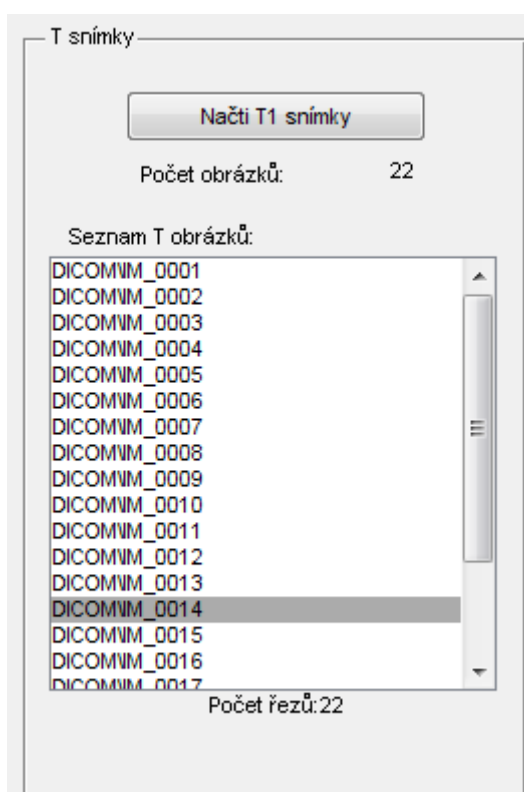 T snímky
Načti T1 snímky
Počet obrázků: 22
Seznam T obrázků:
DICOM\IM_0001
DICOM\IM_0002
DICOM\IM_0003
DICOM\IM_0004
DICOM\IM_0005
DICOM\IM_0006
DICOM\IM_0007
DICOM\IM_0008
DICOM\IM_0009
DICOM\IM_0010
DICOM\IM_0011
DICOM\IM_0012
DICOM\IM_0013
DICOM\IM_0014
DICOM\IM_0015
DICOM\IM_0016
DICOM\IM_0017
Počet řezů:22